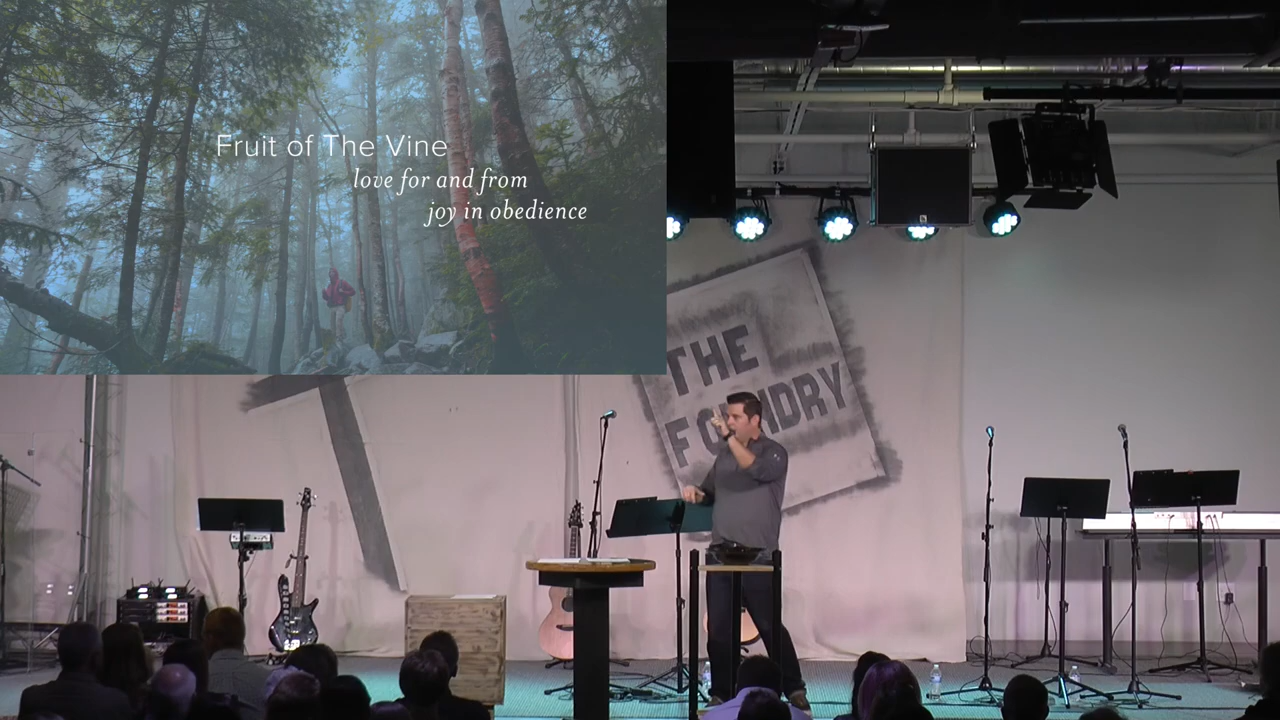 Fruit of The Vine
love for and from
joy in obedience
THE
FOUNDRY